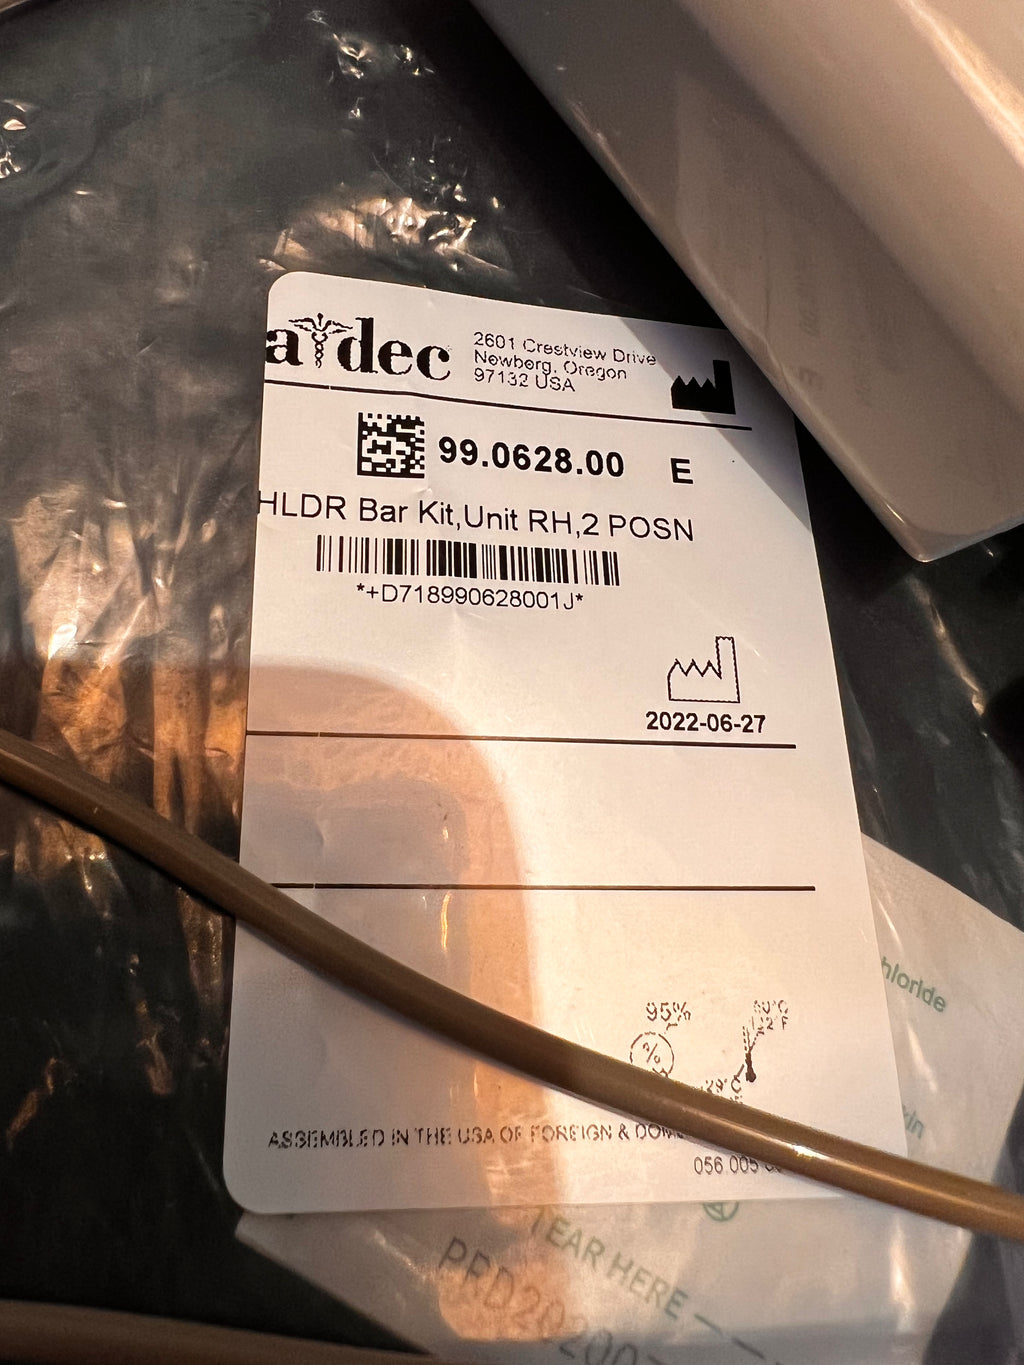 a dec
2601 Crestview Drive
Newberg, Oregon
97132 USA
99.0628.00 E
HLDR Bar Kit,Unit RH,2 POSN
*+D718990628001J*
2022-06-27
95%
%
ASSEMBLED IN THE USA OF FOREIGN &
056.005
hloride
kin
TEAR HERE